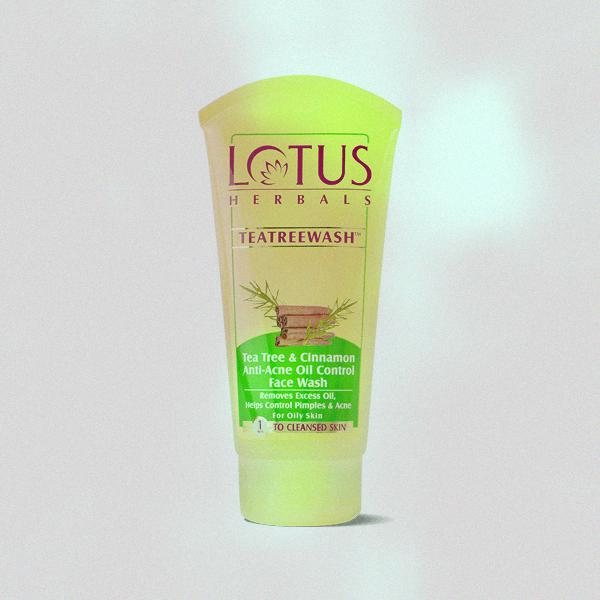 LOTUS
HERBALS
TEATREEWASH™
Tea Tree & Cinnamon
Anti-Acne Oil Control
Face Wash
Removes Excess Oil,
Helps Control Pimples & Acne
For Oily Skin
1 TO CLEANSED SKIN